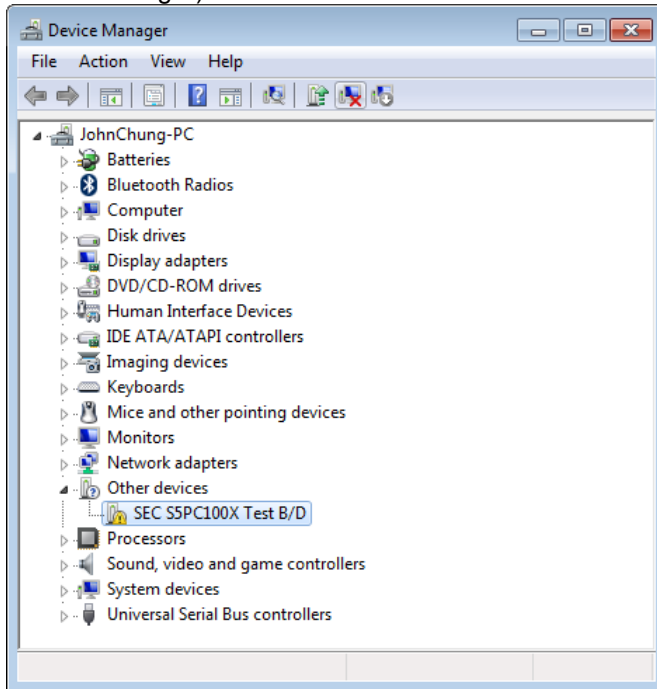 Device Manager
File Action View Help
JohnChung-PC
Batteries
Bluetooth Radios
Computer
Disk drives
Display adapters
DVD/CD-ROM drives
Human Interface Devices
IDE ATA/ATAPI controllers
Imaging devices
Keyboards
Mice and other pointing devices
Monitors
Network adapters
Other devices
SEC S5PC100X Test B/D
Processors
Sound, video and game controllers
System devices
Universal Serial Bus controllers